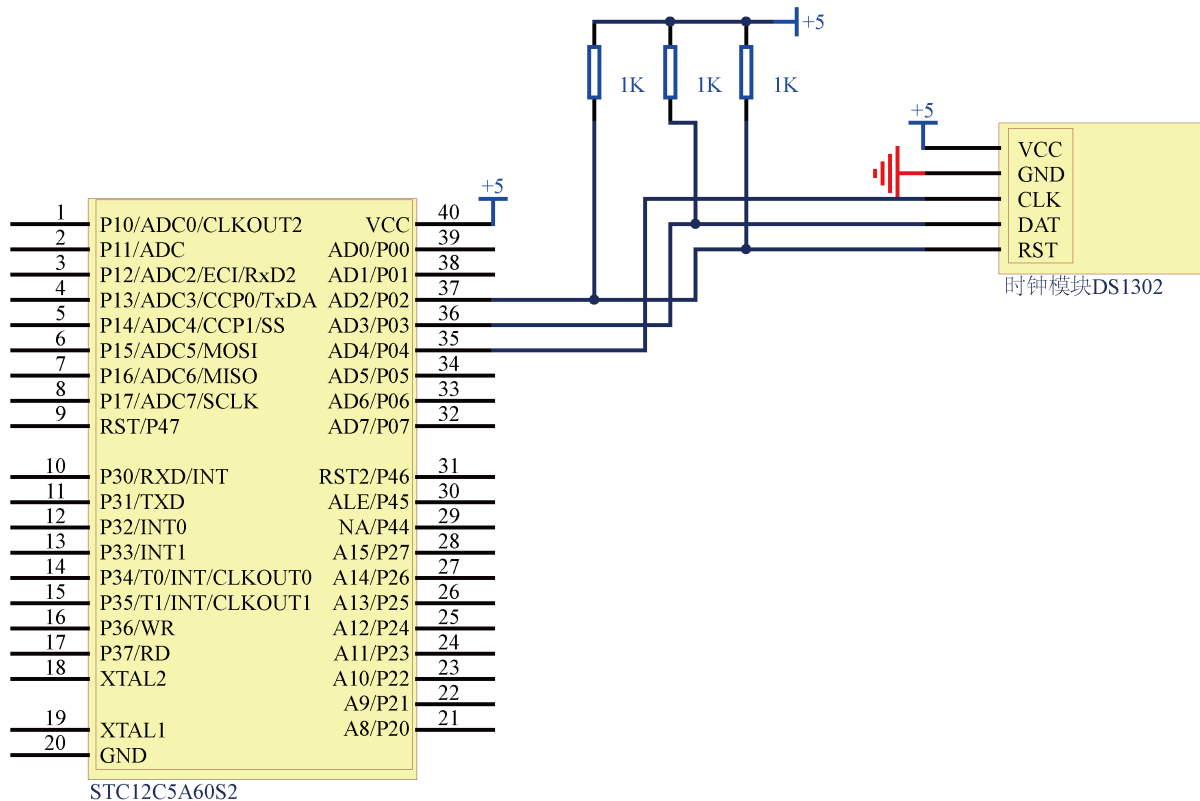 +5
1K 1K 1K
+5
VCC
GND
CLK
DAT
RST
时钟模块DS1302
+5
1 P10/ADC0/CLKOUT2 VCC 40
2 P11/ADC AD0/P00 39
3 P12/ADC2/ECI/RxD2 AD1/P01 38
4 P13/ADC3/CCP0/TxDA AD2/P02 37
5 P14/ADC4/CCP1/SS AD3/P03 36
6 P15/ADC5/MOSI AD4/P04 35
7 P16/ADC6/MISO AD5/P05 34
8 P17/ADC7/SCLK AD6/P06 33
9 RST/P47 AD7/P07 32
10 P30/RXD/INT RST2/P46 31
11 P31/TXD ALE/P45 30
12 P32/INT0 NA/P44 29
13 P33/INT1 A15/P27 28
14 P34/T0/INT/CLKOUT0 A14/P26 27
15 P35/T1/INT/CLKOUT1 A13/P25 26
16 P36/WR A12/P24 25
17 P37/RD A11/P23 24
18 XTAL2 A10/P22 23
A9/P21 22
19 XTAL1 A8/P20 21
20 GND
STC12C5A60S2